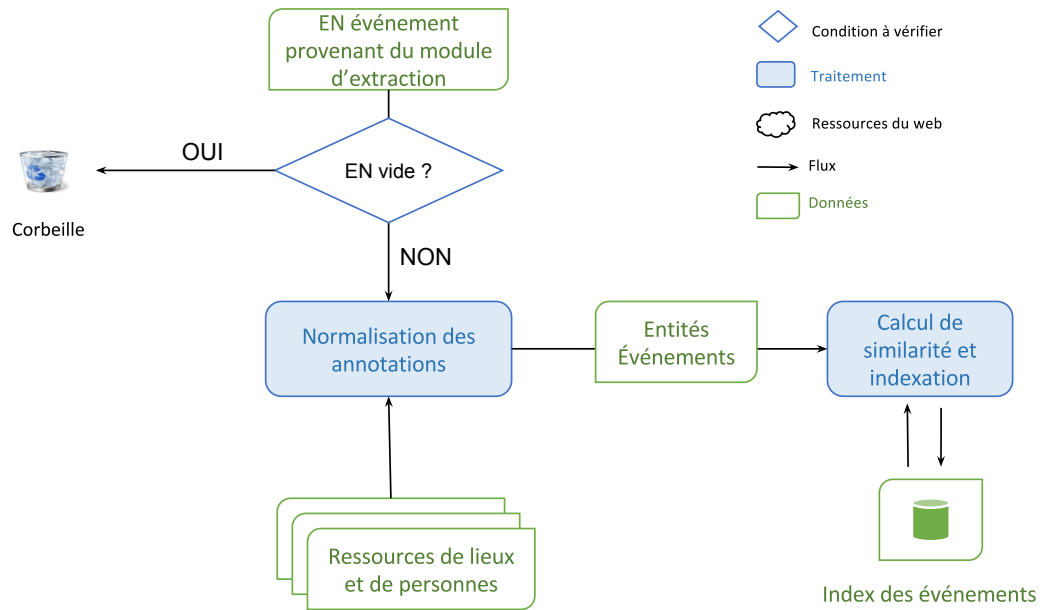 EN événement
provenant du module
d’extraction
Condition à vérifier
Traitement
Ressources du web
Flux
Données
OUI
EN vide ?
Corbeille
NON
Normalisation des
annotations
Entités
Événements
Calcul de
similarité et
indexation
Ressources de lieux
et de personnes
Index des événements